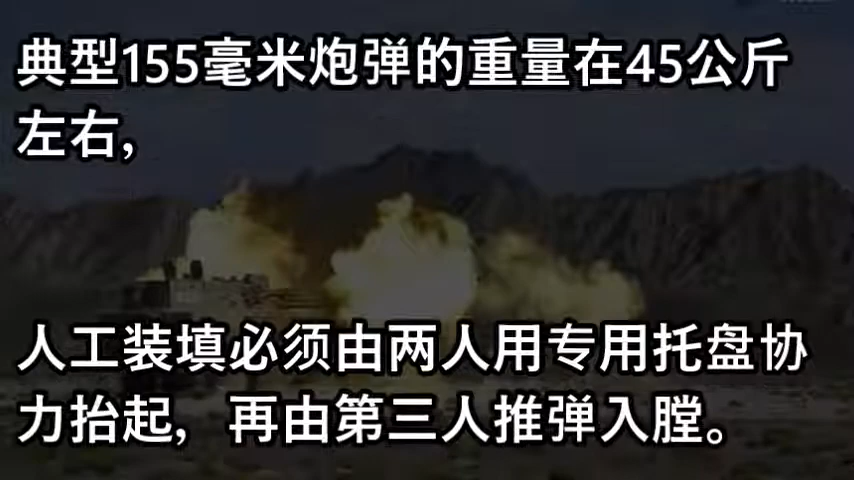 典型155毫米炮弹的重量在45公斤
左右,
人工装填必须由两人用专用托盘协
力抬起, 再由第三人推弹入膛。